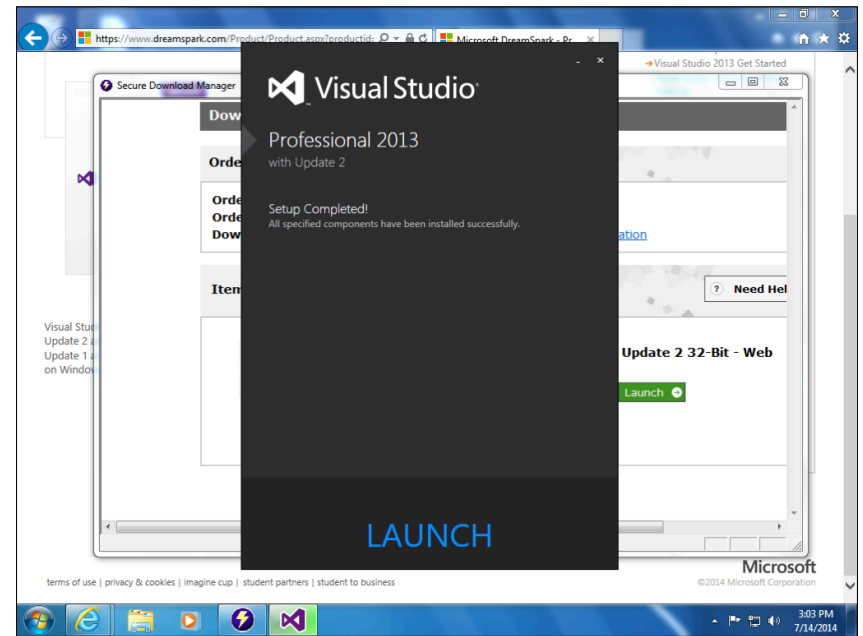 https://www.dreamspark.com/Product/Product.aspx?productid=
Microsoft DreamSpark - Pr...
Visual Studio 2013 Get Started
Secure Download Manager
Visual Studio
Dow
Professional 2013
with Update 2
Orde
Setup Completed!
All specified components have been installed successfully.
Orde
Orde
Dow
ation
Item
? Need Hel
Visual Stud
Update 2 a
Update 1 a
on Window
Update 2 32-Bit - Web
Launch
LAUNCH
Microsoft
terms of use | privacy & cookies | imagine cup | student partners | student to business
©2014 Microsoft Corporation
3:03 PM
7/14/2014